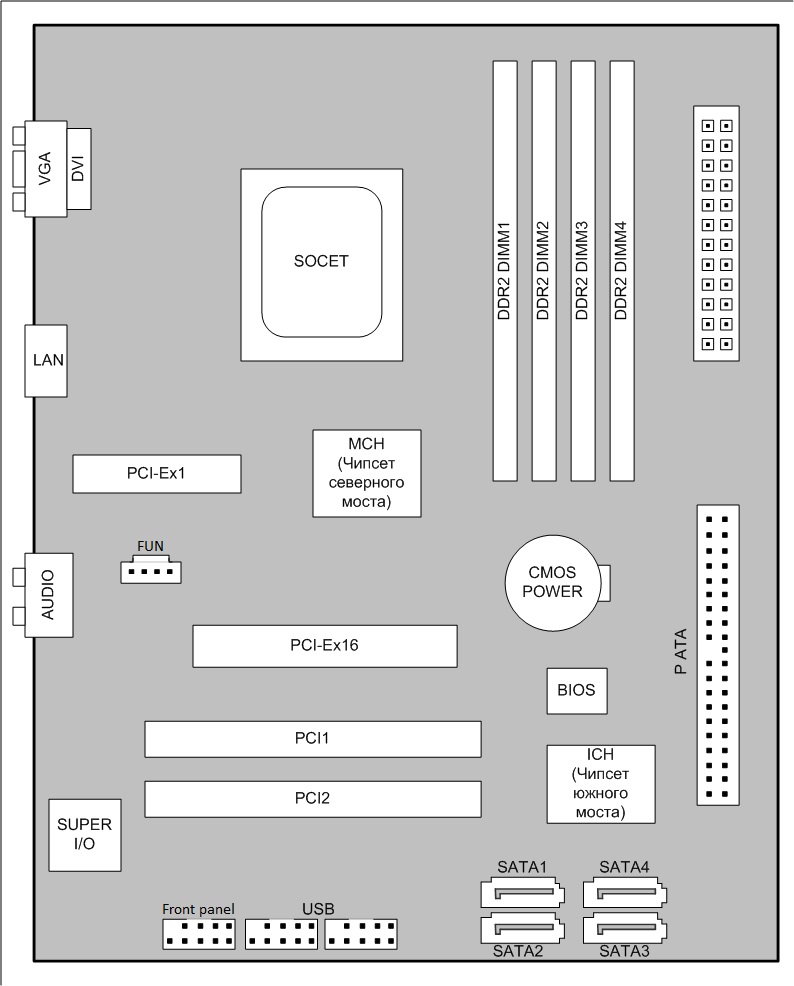 VGA
DVI
SOCET
DDR2 DIMM1
DDR2 DIMM2
DDR2 DIMM3
DDR2 DIMM4
LAN
MCH
(Чипсет
северного
моста)
PCI-Ex1
FUN
AUDIO
CMOS
POWER
PCI-Ex16
P ATA
BIOS
PCI1
ICH
(Чипсет
южного
моста)
PCI2
SUPER
I/O
SATA1
SATA4
Front panel
USB
SATA2
SATA3